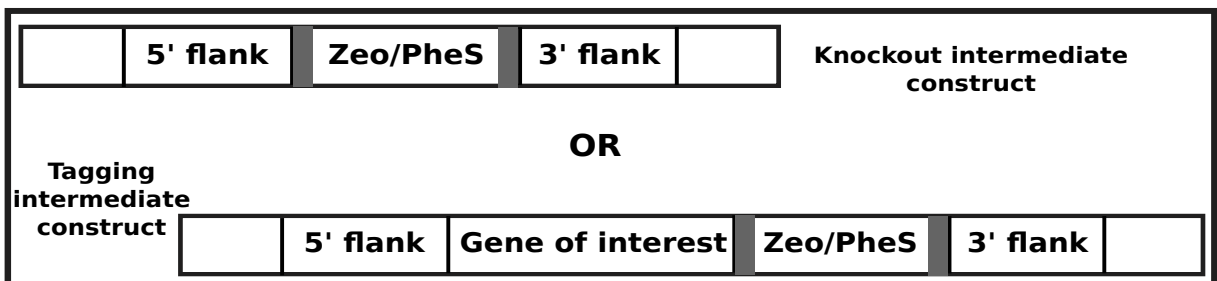 5' flank Zeo/PheS 3' flank
Knockout intermediate
construct
OR
Tagging
intermediate
construct
5' flank Gene of interest Zeo/PheS 3' flank